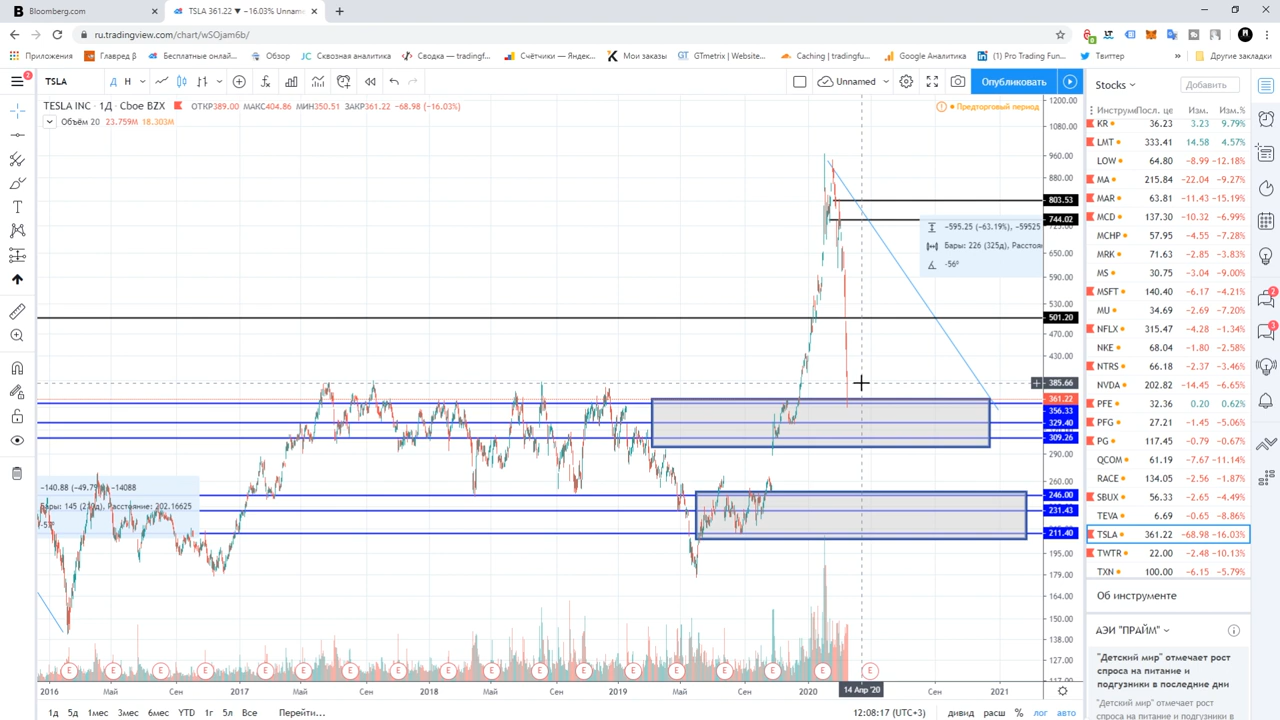 Bloomberg.com
TSLA 361.22 ▼ −16.03% Unnam
ru.tradingview.com/chart/wSOjam6b/
Приложения
Главред β
Бесплатные онлайн...
Обзор
Сквозная аналитика
Сводка — metrika...
Счётчики — Яндекс...
Мои заказы
GTmetrix | Website...
Caching | tradingfu...
Google Аналитика
(1) Pro Trading Fun...
Твиттер
»
Другие закладки
TSLA
Д Н
Unnamed
Опубликовать
TESLA INC · 1Д · Cboe BZX
ОТКР389.00 МАКС404.86 МИН350.51 ЗАКР361.22 −68.98 (−16.03%)
Объём 20 23.759M 18.303M
Предторговый период
1200.00
1080.00
960.00
880.00
803.53
744.02
725.00
650.00
590.00
530.00
501.20
470.00
430.00
385.66
361.22
356.33
329.40
309.26
290.00
260.00
246.00
231.43
211.40
195.00
179.00
164.00
150.00
138.00
127.00
117.00
−595.25 (−63.19%), −59525
Бары: 226 (325д), Расстоян
-56º
−140.88 (−49.79%), −14088
Бары: 145 (211д), Расстояние: 202.16625
E E E E E E E E E E E E E E E E E E
2016 Май Сен 2017 Май Сен 2018 Май Сен 2019 Май Сен 2020 14 Апр '20 Сен 2021
1д 5д 1мес 3мес 6мес YTD 1г 5л Все Перейти...
12:08:17 (UTC+3) дивид расш % лог авто
Stocks
Добавить
Инструм Посл. це Изм. Изм.%
KR 36.23 3.23 9.79%
LMT 333.41 14.58 4.57%
LOW 64.80 −8.99 −12.18%
MA 215.84 −22.04 −9.27%
MAR 63.81 −11.43 −15.19%
MCD 137.30 −10.32 −6.99%
MCHP 57.95 −4.55 −7.28%
MRK 71.63 −2.85 −3.83%
MS 30.75 −3.04 −9.00%
MSFT 140.40 −6.17 −4.21%
MU 34.69 −2.69 −7.20%
NFLX 315.47 −4.28 −1.34%
NKE 68.04 −1.80 −2.58%
NTRS 66.18 −2.37 −3.46%
NVDA 202.82 −14.45 −6.65%
PFE 32.36 0.20 0.62%
PFG 27.21 −1.45 −5.06%
PG 117.45 −0.79 −0.67%
QCOM 61.19 −7.67 −11.14%
RACE 134.05 −2.56 −1.87%
SBUX 56.33 −2.65 −4.49%
TEVA 6.69 −0.65 −8.86%
TSLA 361.22 −68.98 −16.03%
TWTR 22.00 −2.48 −10.13%
TXN 100.00 −6.15 −5.79%
Об инструменте
АЭИ "ПРАЙМ"
"Детский мир" отмечает рост
спроса на питание и
подгузники в последние дни
"Детский мир" отмечает рост